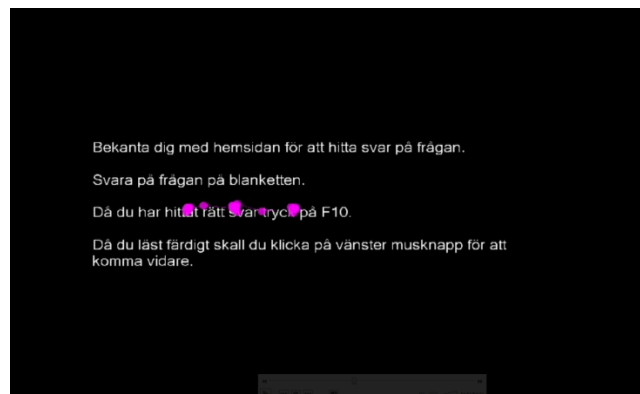 Bekanta dig med hemsidan för att hitta svar på frågan.
Svara på frågan på blanketten.
Då du har hittat rätt svar tryck på F10.
Då du läst färdigt skall du klicka på vänster musknapp för att
komma vidare.